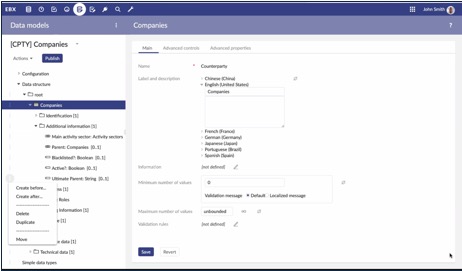 EBX
John Smith
Data models
Companies
?
[CPTY] Companies
Actions
Publish
Configuration
Data-structure
root
Companies
Identification [1]
Additional information [1]
Main activity sector: Activity sectors
Parent: Companies [0..1]
Blacklisted?: Boolean [0..1]
Active?: Boolean [0..1]
Ultimate Parent: String [0..1]
Create before...
Create after...
Delete
Duplicate
Move
Roles
Information [1]
data [1]
Technical data [1]
Simple data types
Main
Advanced controls
Advanced properties
Name
Counterparty
Label and description
Chinese (China)
English (United States)
Companies
French (France)
German (Germany)
Japanese (Japan)
Portuguese (Brazil)
Spanish (Spain)
Information
[not defined]
Minimum number of values
0
Validation message
Default
Localized message
Maximum number of values
unbounded
Validation rules
[not defined]
Save
Revert